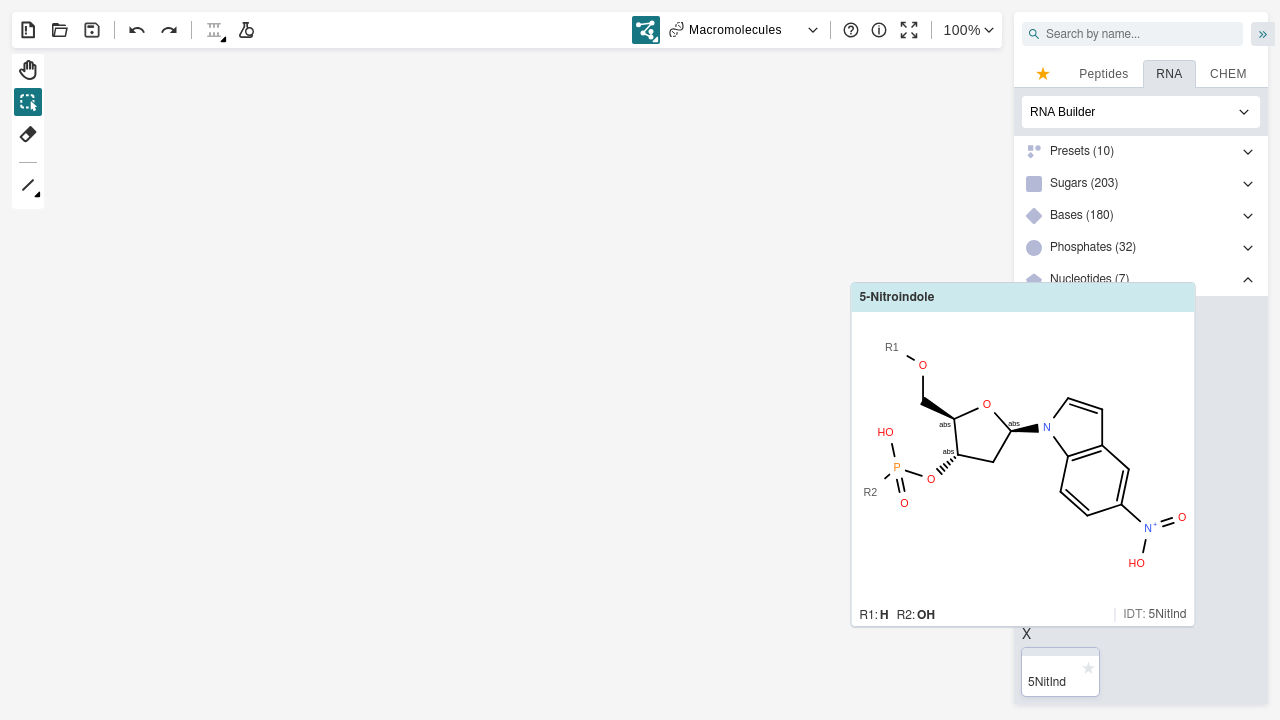 Macromolecules
100%
Search by name...
Peptides
RNA
CHEM
RNA Builder
Presets (10)
Sugars (203)
Bases (180)
Phosphates (32)
Nucleotides (7)
5-Nitroindole
R1
O
O
abs
abs
N
HO
abs
P
O
R2
O
N+
O
HO
R1: H R2: OH
IDT: 5NitInd
X
5NitInd